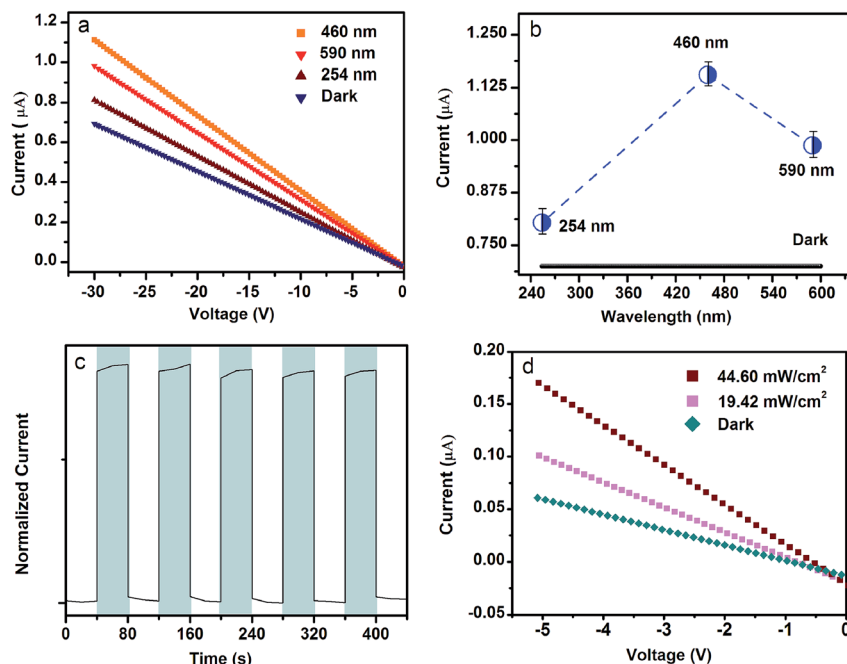 a
460 nm
590 nm
254 nm
Dark
1.2
1.0
0.8
0.6
0.4
0.2
0.0
Current ( μA)
-30 -25 -20 -15 -10 -5 0
Voltage (V)
b
1.250
1.125
1.000
0.875
0.750
Current (μA)
460 nm
590 nm
254 nm
Dark
240 300 360 420 480 540 600
Wavelength (nm)
c
Normalized Current
0 80 160 240 320 400
Time (s)
d
44.60 mW/cm²
19.42 mW/cm²
Dark
0.20
0.15
0.10
0.05
0.00
-0.05
Current (μA)
-5 -4 -3 -2 -1 0
Voltage (V)